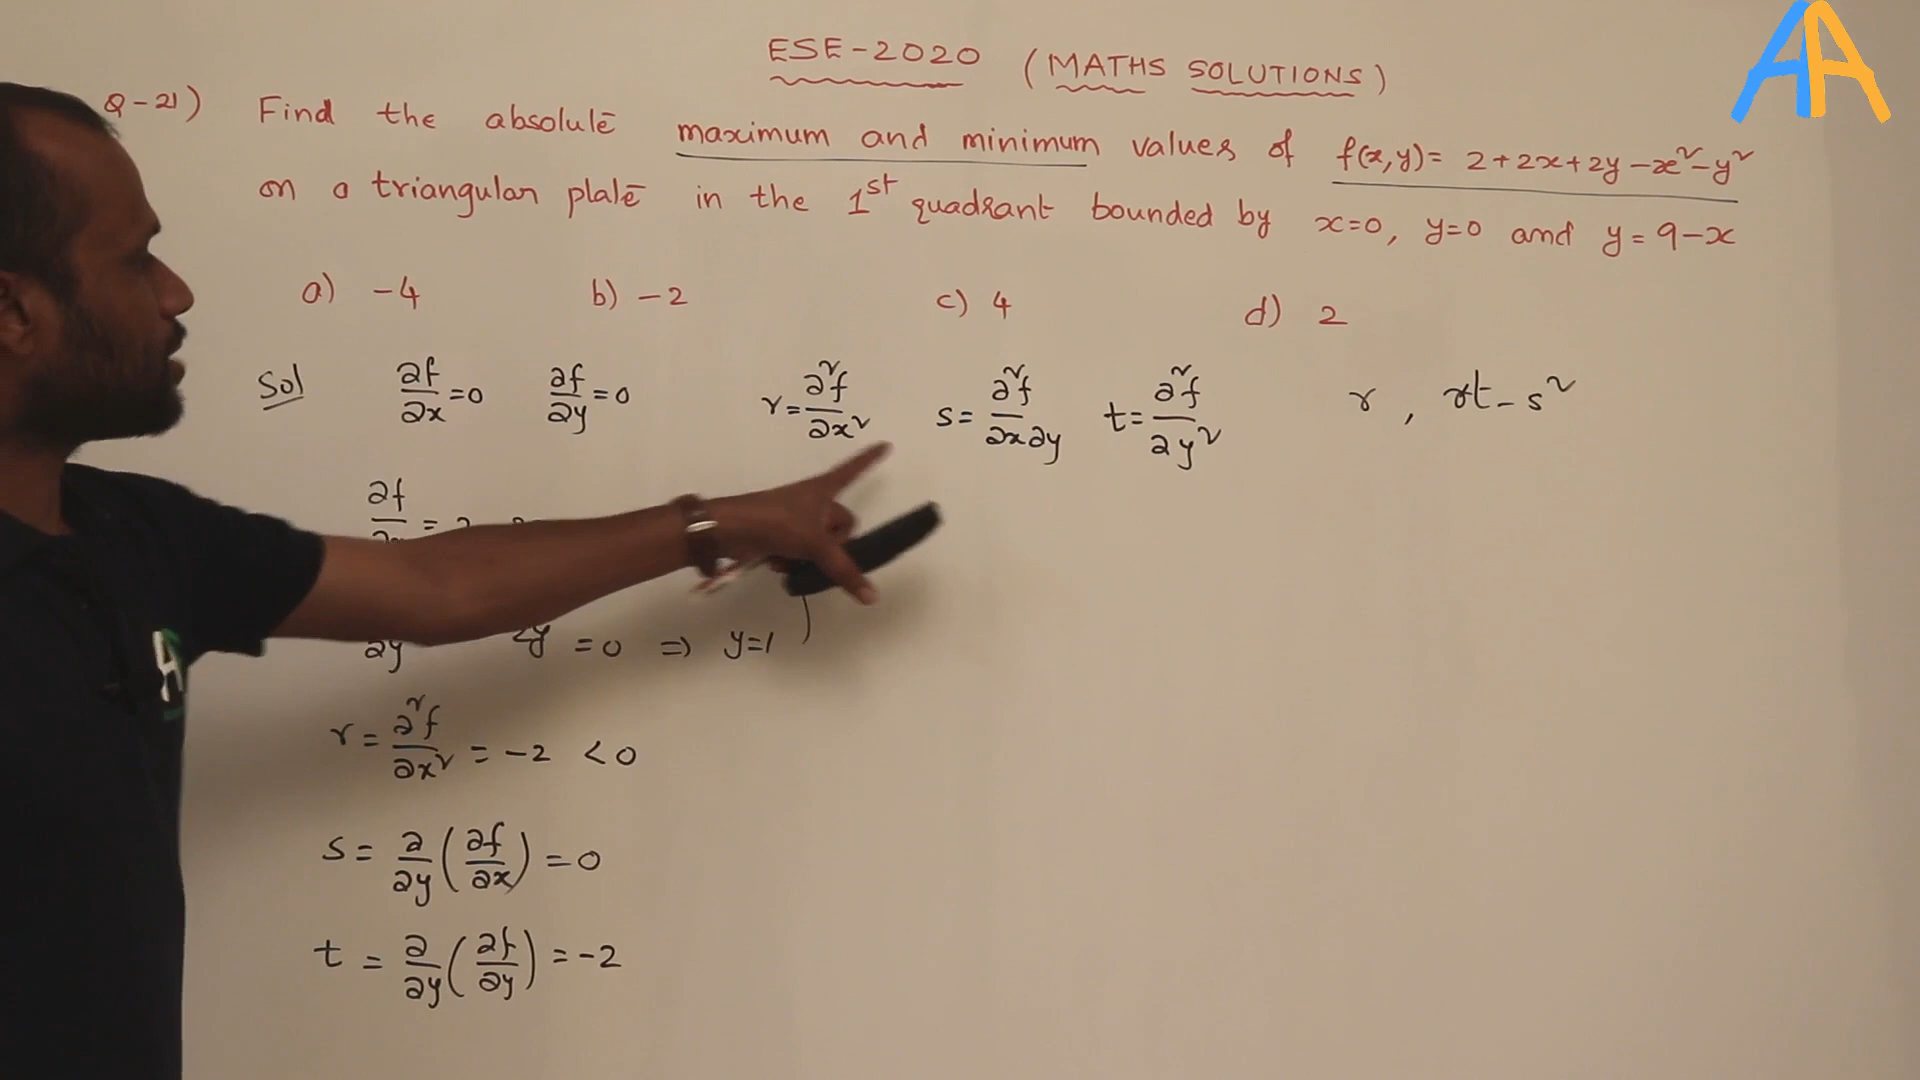 ESE-2020 (MATHS SOLUTIONS)
Q-21) Find the absolute maximum and minimum values of f(x,y)= 2+2x+2y-x²-y²
on a triangular plate in the 1st quadrant bounded by x=0, y=0 and y=9-x
a) -4 b) -2 c) 4 d) 2
Sol ∂f/∂x=0 ∂f/∂y=0 r=∂²f/∂x² s=∂²f/∂x∂y t=∂²f/∂y² r, rt-s²
∂f
=
∂y 2y =0 ⇒ y=1
r=∂²f/∂x² = -2 <0
s= ∂/∂y(∂f/∂x) =0
t = ∂/∂y(∂f/∂y) =-2
AA